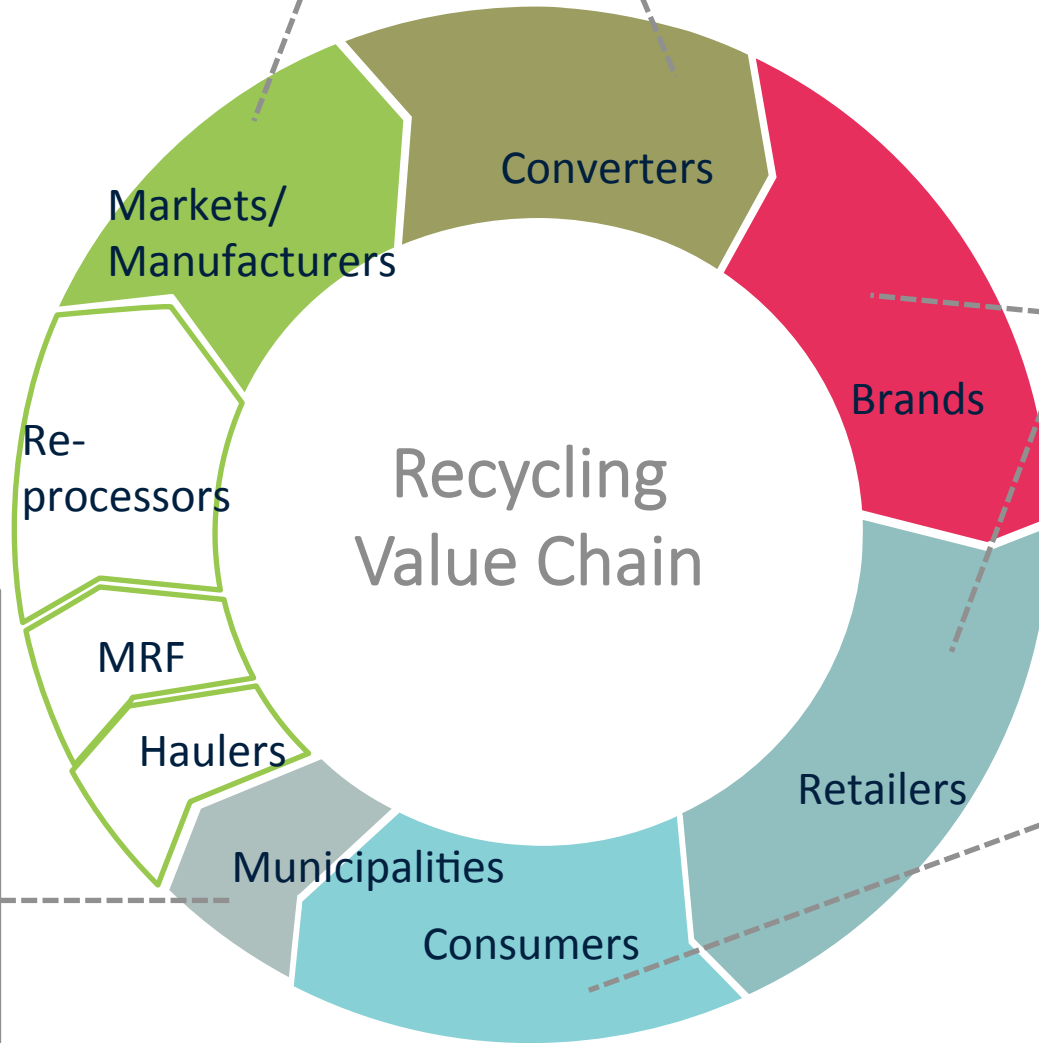 Converters
Markets/
Manufacturers
Brands
Re-
processors
Recycling
Value Chain
MRF
Haulers
Retailers
Municipalities
Consumers